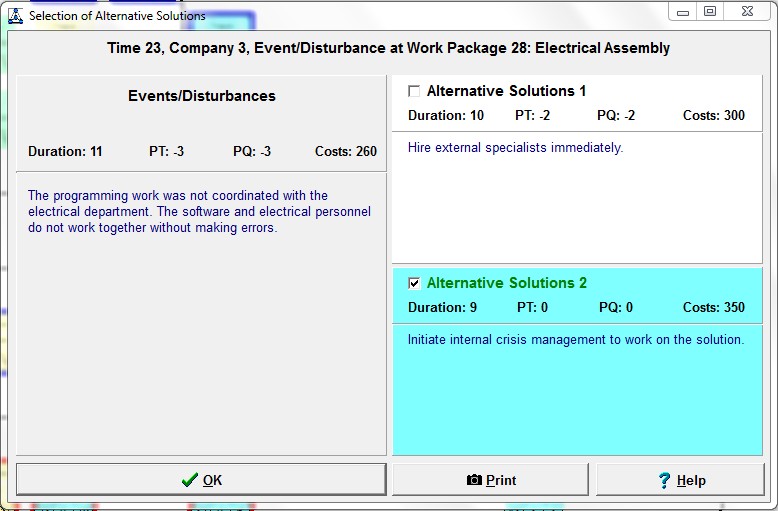 Selection of Alternative Solutions
Time 23, Company 3, Event/Disturbance at Work Package 28: Electrical Assembly
Events/Disturbances
Duration: 11 PT: -3 PQ: -3 Costs: 260
The programming work was not coordinated with the
electrical department. The software and electrical personnel
do not work together without making errors.
Alternative Solutions 1
Duration: 10 PT: -2 PQ: -2 Costs: 300
Hire external specialists immediately.
Alternative Solutions 2
Duration: 9 PT: 0 PQ: 0 Costs: 350
Initiate internal crisis management to work on the solution.
OK
Print
? Help